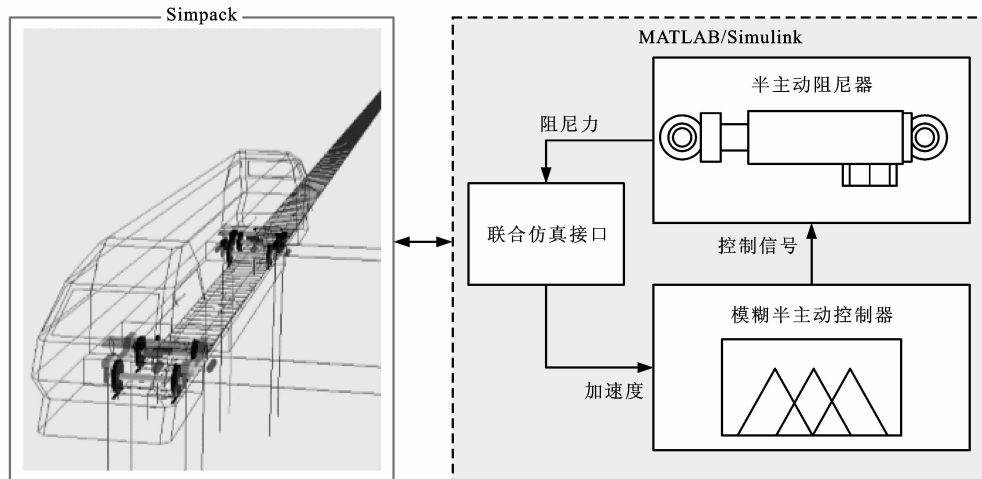 Simpack
MATLAB/Simulink
半主动阻尼器
阻尼力
联合仿真接口
控制信号
模糊半主动控制器
加速度